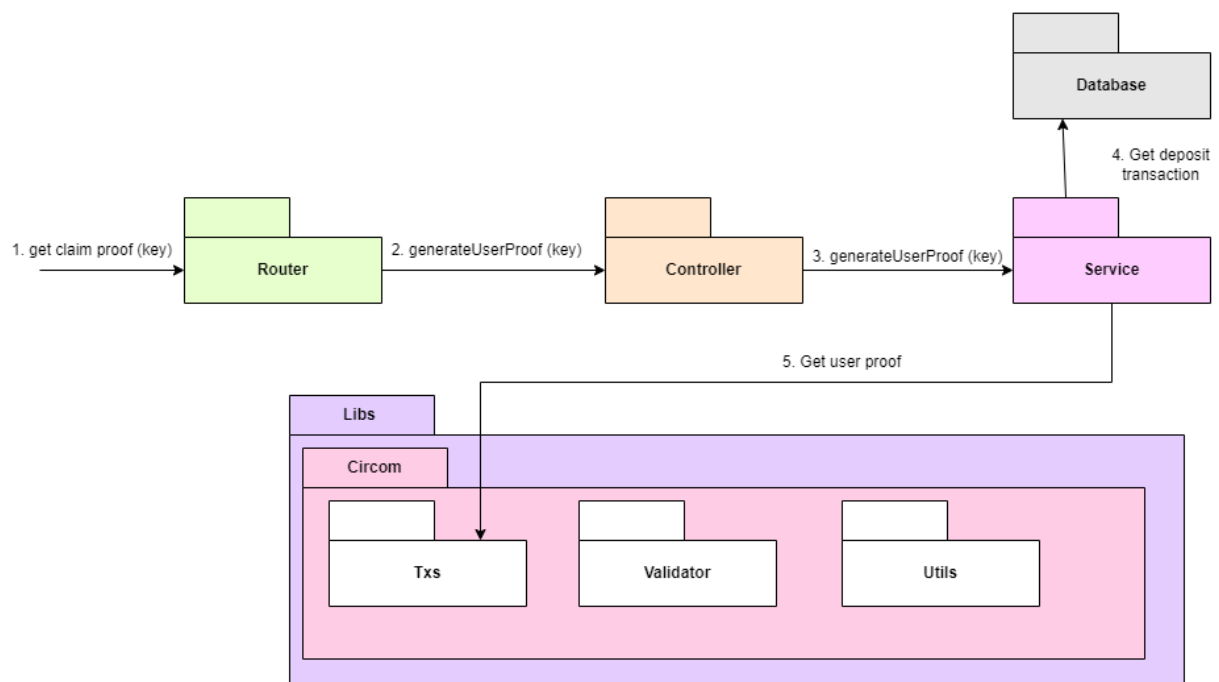 Database
4. Get deposit
transaction
1. get claim proof (key)
Router
2. generateUserProof (key)
Controller
3. generateUserProof (key)
Service
5. Get user proof
Libs
Circom
Txs
Validator
Utils